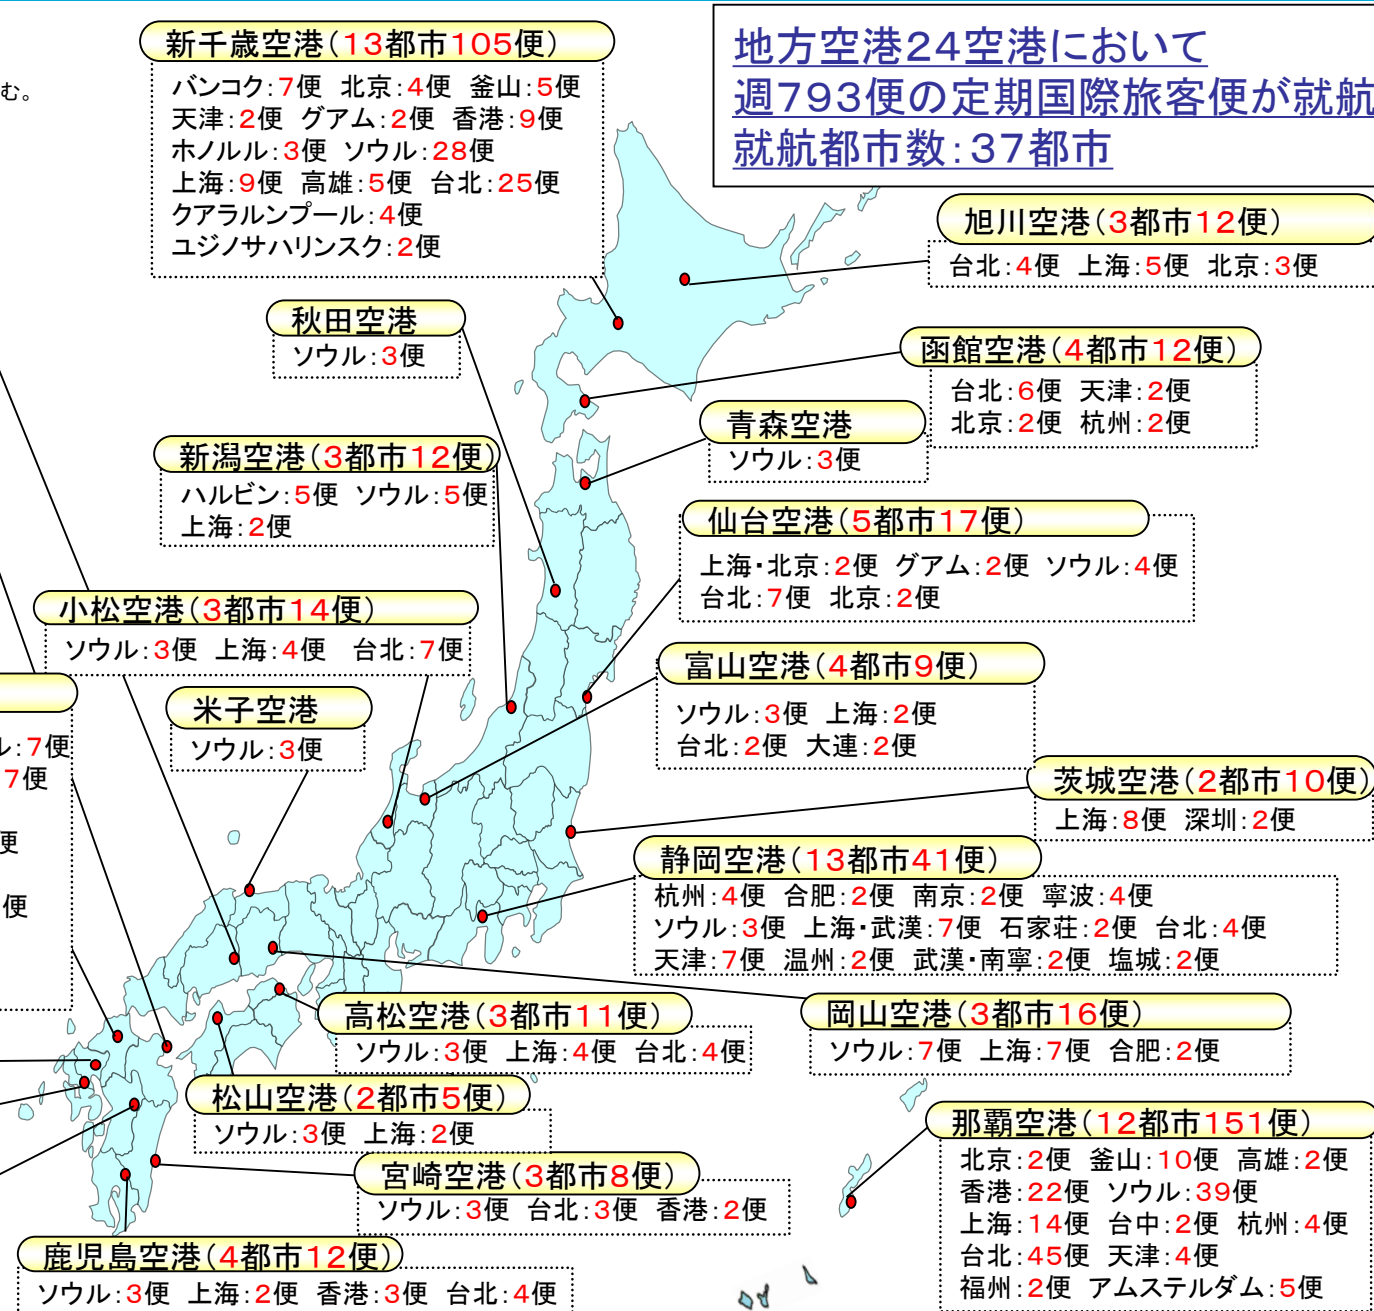 地方空港24空港において
週793便の定期国際旅客便が就航
就航都市数:37都市
む。
新千歳空港(13都市105便)
バンコク:7便 北京:4便 釜山:5便
天津:2便 グアム:2便 香港:9便
ホノルル:3便 ソウル:28便
上海:9便 高雄:5便 台北:25便
クアラルンプール:4便
ユジノサハリンスク:2便
旭川空港(3都市12便)
台北:4便 上海:5便 北京:3便
秋田空港
ソウル:3便
函館空港(4都市12便)
台北:6便 天津:2便
北京:2便 杭州:2便
青森空港
ソウル:3便
新潟空港(3都市12便)
ハルビン:5便 ソウル:5便
上海:2便
仙台空港(5都市17便)
上海・北京:2便 グアム:2便 ソウル:4便
台北:7便 北京:2便
小松空港(3都市14便)
ソウル:3便 上海:4便 台北:7便
富山空港(4都市9便)
ソウル:3便 上海:2便
台北:2便 大連:2便
米子空港
ソウル:3便
ル:7便
7便
便
便
茨城空港(2都市10便)
上海:8便 深圳:2便
静岡空港(13都市41便)
杭州:4便 合肥:2便 南京:2便 寧波:4便
ソウル:3便 上海・武漢:7便 石家荘:2便 台北:4便
天津:7便 温州:2便 武漢・南寧:2便 塩城:2便
高松空港(3都市11便)
ソウル:3便 上海:4便 台北:4便
岡山空港(3都市16便)
ソウル:7便 上海:7便 合肥:2便
松山空港(2都市5便)
ソウル:3便 上海:2便
那覇空港(12都市151便)
北京:2便 釜山:10便 高雄:2便
香港:22便 ソウル:39便
上海:14便 台中:2便 杭州:4便
台北:45便 天津:4便
福州:2便 アムステルダム:5便
宮崎空港(3都市8便)
ソウル:3便 台北:3便 香港:2便
鹿児島空港(4都市12便)
ソウル:3便 上海:2便 香港:3便 台北:4便